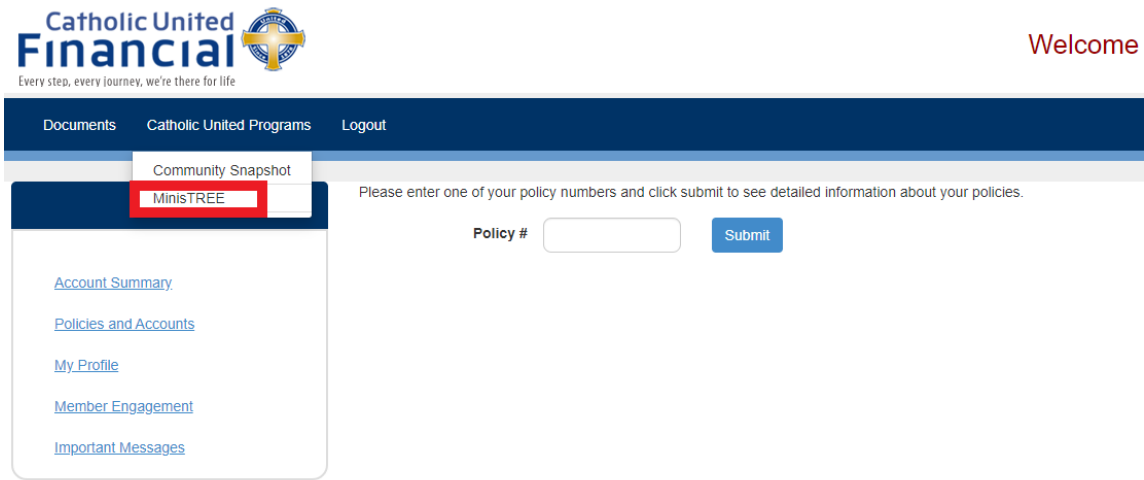 Catholic United
Financial
Every step, every journey, we're there for life
Welcome
Documents Catholic United Programs Logout
Community Snapshot
MinisTREE
Please enter one of your policy numbers and click submit to see detailed information about your policies.
Policy # Submit
Account Summary
Policies and Accounts
My Profile
Member Engagement
Important Messages